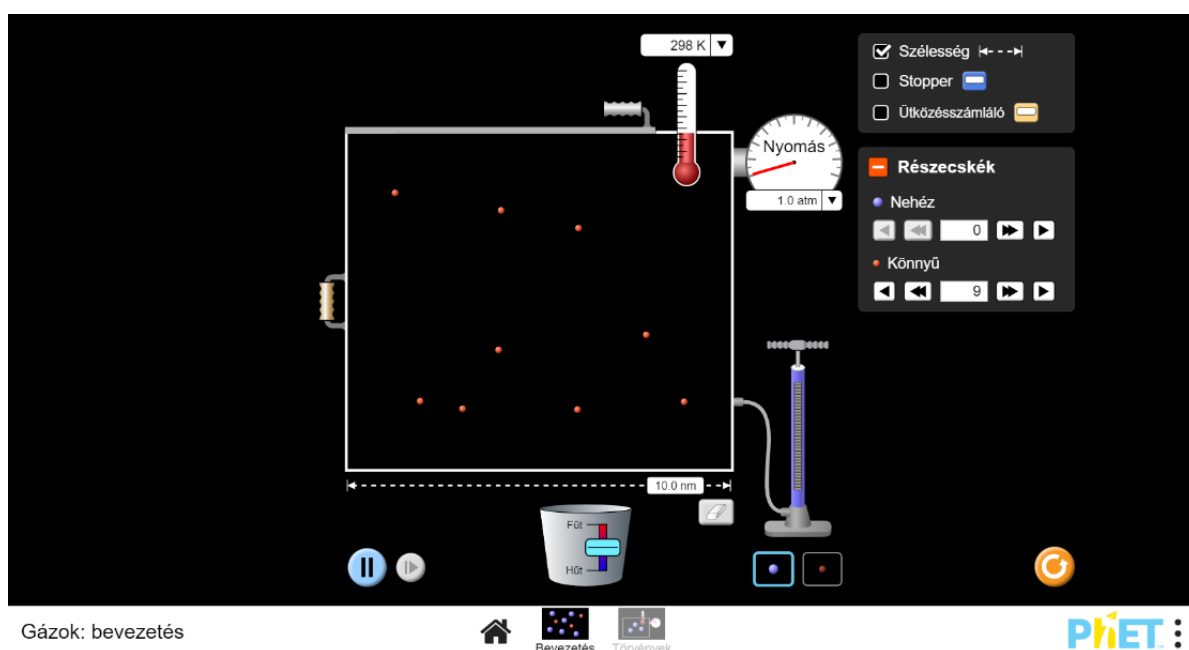 298 K
Szélesség
Stopper
Ütközésszámláló
Nyomás
1.0 atm
Részecskék
Nehéz
0
Könnyű
9
10.0 nm
Fűt
Hűt
Gázok: bevezetés
Bevezetés
Törvények
PhET